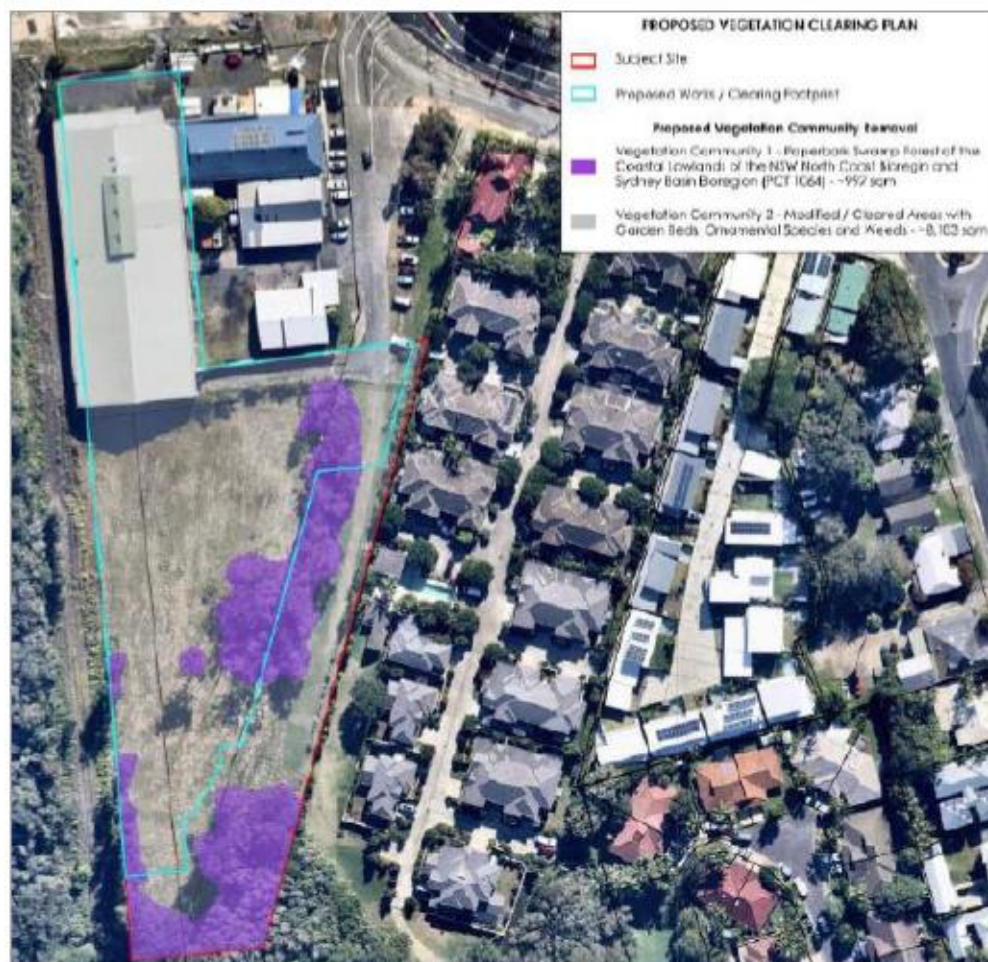 PROPOSED VEGETATION CLEARING PLAN
Subject Site
Proposed Works / Clearing Footprint
Proposed Vegetation Community Removal
Vegetation Community 1 - Paperbark Swamp Forest of the
Coastal Lowlands of the NSW North Coast Bioregion and
Sydney Basin Bioregion (PCT 1064) - ~997 sqm
Vegetation Community 2 - Modified / Cleared Areas with
Garden Beds, Ornamental Species and Weeds - ~8,103 sqm